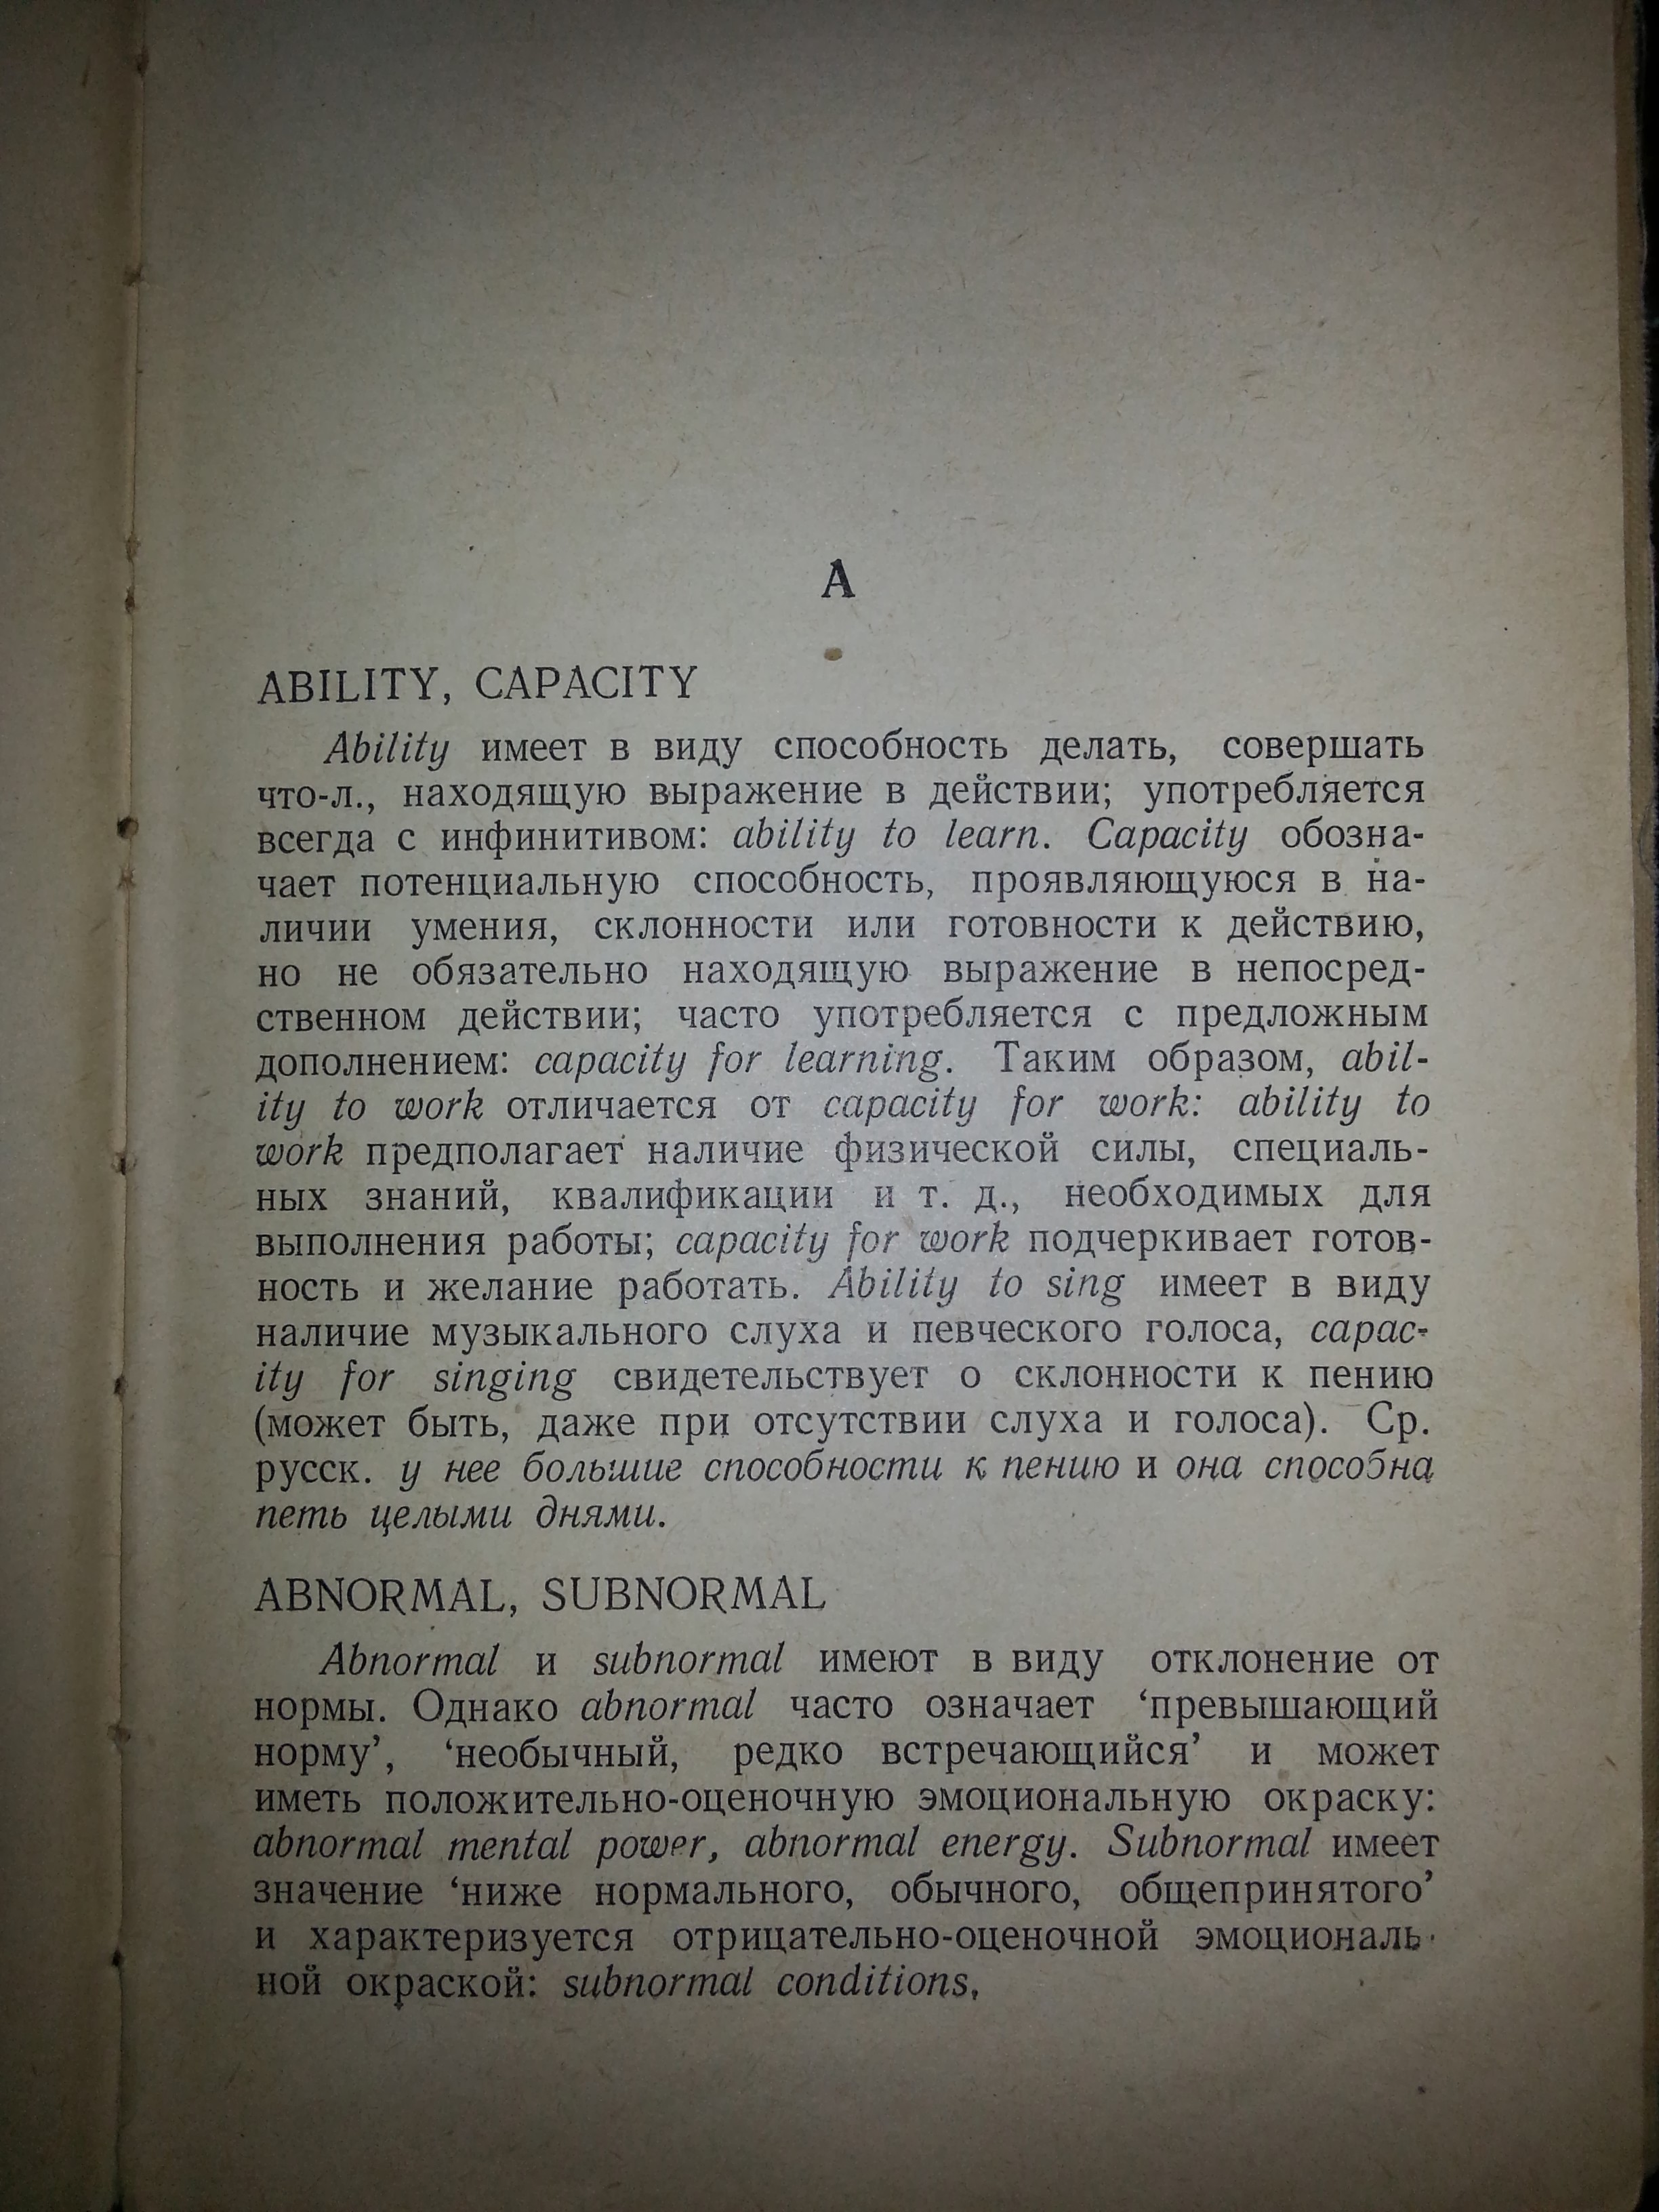 A
ABILITY, CAPACITY
Ability имеет в виду способность делать, совершать
что-л., находящую выражение в действии; употребляется
всегда с инфинитивом: ability to learn. Capacity обозна-
чает потенциальную способность, проявляющуюся в на-
личии умения, склонности или готовности к действию,
но не обязательно находящую выражение в непосред-
ственном действии; часто употребляется с предложным
дополнением: capacity for learning. Таким образом, abil-
ity to work отличается от capacity for work: ability to
work предполагает наличие физической силы, специаль-
ных знаний, квалификации и т. д., необходимых для
выполнения работы; capacity for work подчеркивает готов-
ность и желание работать. Ability to sing имеет в виду
наличие музыкального слуха и певческого голоса, capac-
ity for singing свидетельствует о склонности к пению
(может быть, даже при отсутствии слуха и голоса). Ср.
русск. у нее большие способности к пению и она способна
петь целыми днями.
ABNORMAL, SUBNORMAL
Abnormal и subnormal имеют в виду отклонение от
нормы. Однако abnormal часто означает ‘превышающий
норму’, ‘необычный, редко встречающийся’ и может
иметь положительно-оценочную эмоциональную окраску:
abnormal mental power, abnormal energy. Subnormal имеет
значение ‘ниже нормального, обычного, общепринятого’
и характеризуется отрицательно-оценочной эмоциональ-
ной окраской: subnormal conditions,